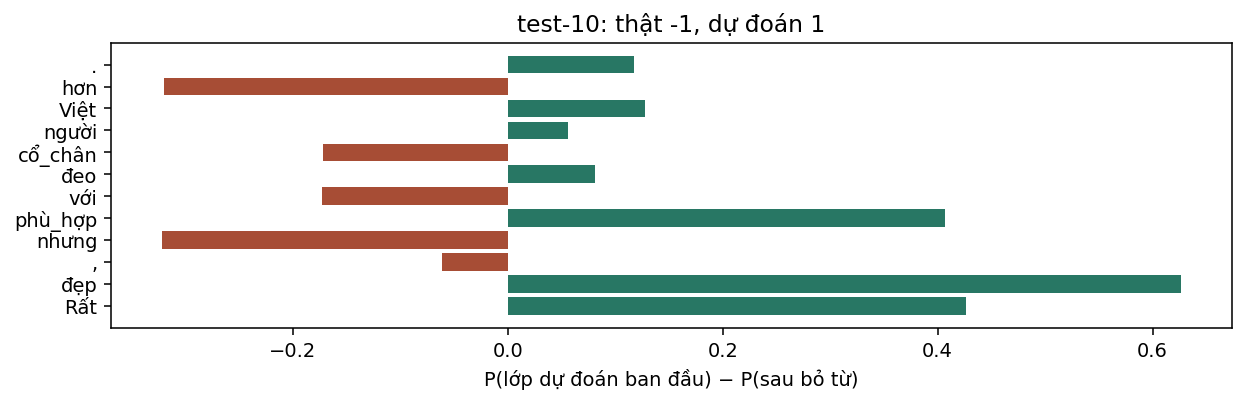 test-10: thật -1, dự đoán 1
.
hơn
Việt
người
cổ_chân
đeo
với
phù_hợp
nhưng
,
đẹp
Rất
−0.2 0.0 0.2 0.4 0.6
P(lớp dự đoán ban đầu) − P(sau bỏ từ)